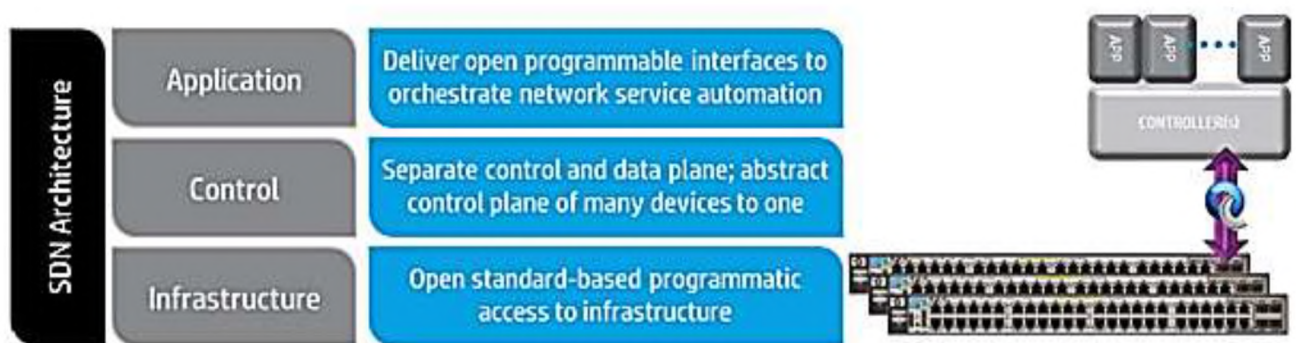 SDN Architecture
Application
Deliver open programmable interfaces to
orchestrate network service automation
Control
Separate control and data plane; abstract
control plane of many devices to one
Infrastructure
Open standard-based programmatic
access to infrastructure
APP
APP
APP
CONTROLLER(s)